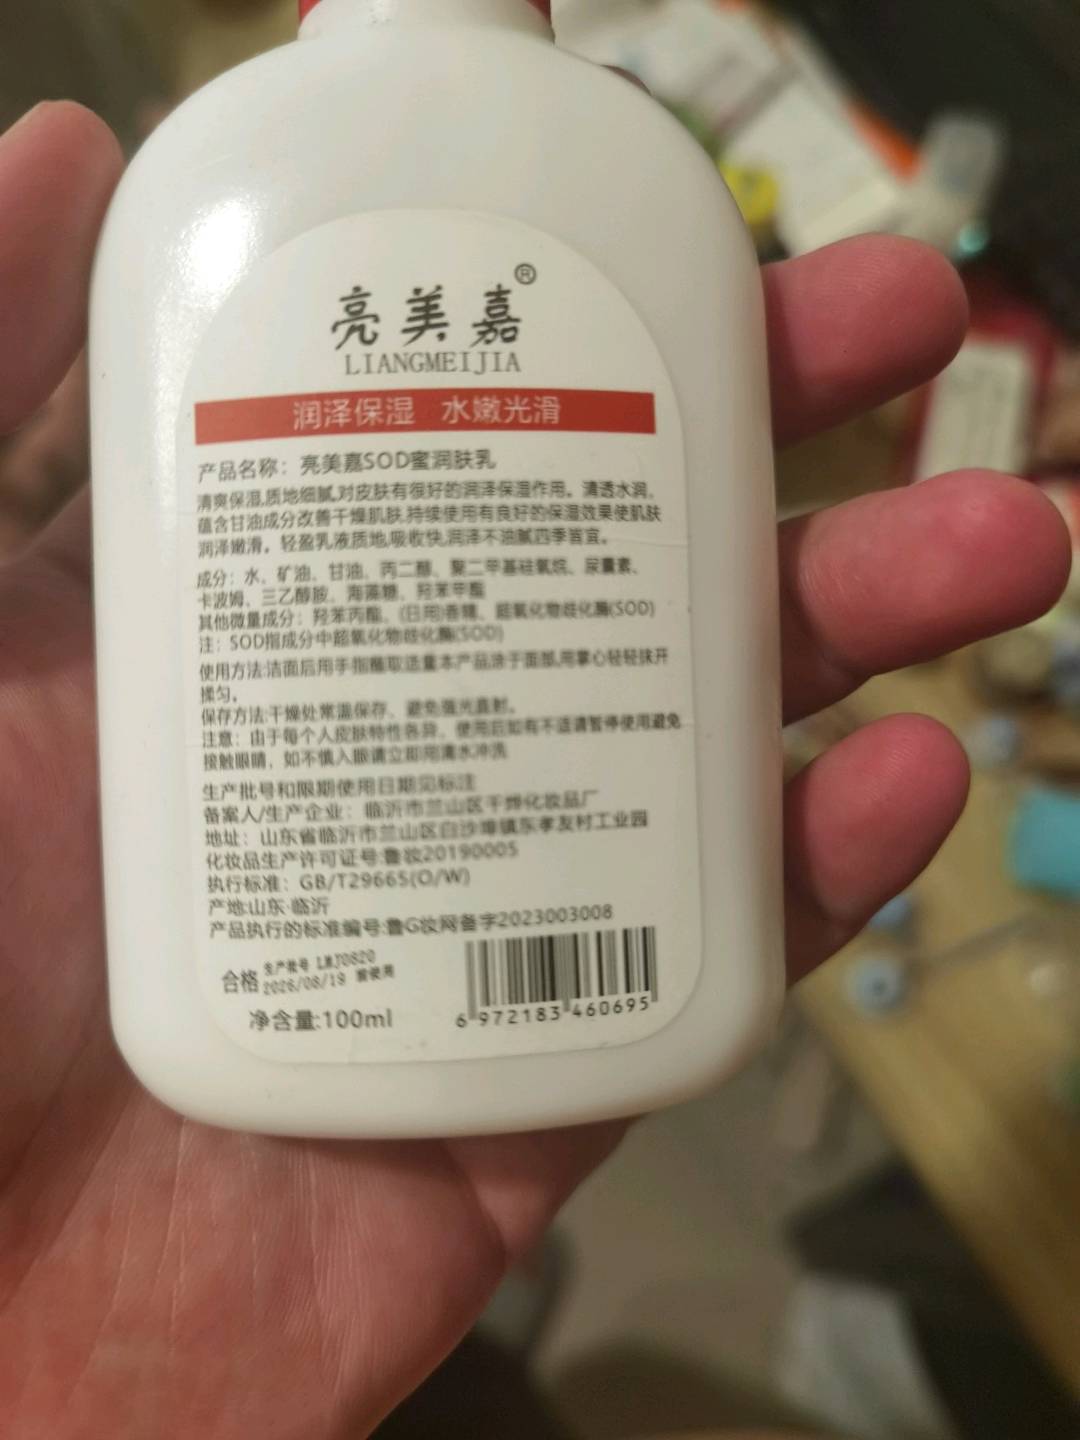 亮美嘉®
LIANGMEIJIA
润泽保湿 水嫩光滑
产品名称：亮美嘉SOD蜜润肤乳
清爽保湿,质地细腻,对皮肤有很好的润泽保湿作用。清透水润、
蕴含甘油成分改善干燥肌肤,持续使用有良好的保湿效果使肌肤
润泽嫩滑。轻盈乳液质地,吸收快,润泽不油腻四季皆宜。
成分：水、矿油、甘油、丙二醇、聚二甲基硅氧烷、尿囊素、
卡波姆、三乙醇胺、海藻糖、羟苯甲酯
其他微量成分：羟苯丙酯、(日用)香精、超氧化物歧化酶(SOD)
注：SOD指成分中超氧化物歧化酶(SOD)
使用方法:洁面后用手指蘸取适量本产品涂于面部,用掌心轻轻抹开
揉匀。
保存方法:干燥处常温保存、避免强光直射。
注意：由于每个人皮肤特性各异、使用后如有不适请暂停使用避免
接触眼睛，如不慎入眼请立即用清水冲洗
生产批号和限期使用日期见标注
备案人/生产企业：临沂市兰山区千烨化妆品厂
地址：山东省临沂市兰山区白沙埠镇东孝友村工业园
化妆品生产许可证号:鲁妆20190005
执行标准：GB/T29665(O/W)
产地:山东·临沂
产品执行的标准编号:鲁G妆网备字2023003008
合格 生产批号 LMJ0820
2026/08/19 前使用
净含量:100ml
6 972183 460695